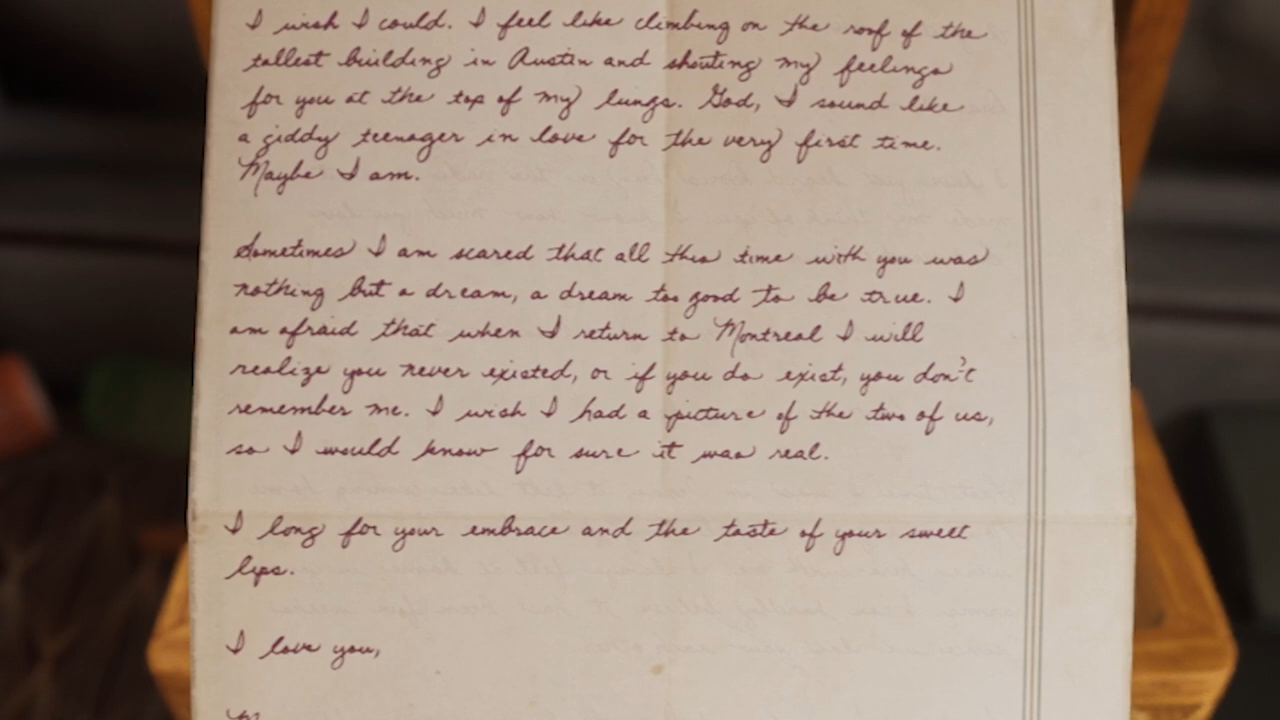 I wish I could. I feel like climbing on the roof of the
tallest building in Austin and shouting my feelings
for you at the top of my lungs. God, I sound like
a giddy teenager in love for the very first time.
Maybe I am.
Sometimes I am scared that all this time with you was
nothing but a dream, a dream too good to be true. I
am afraid that when I return to Montreal I will
realize you never existed, or if you do exist, you don't
remember me. I wish I had a picture of the two of us,
so I would know for sure it was real.
I long for your embrace and the taste of your sweet
lips.
I love you,